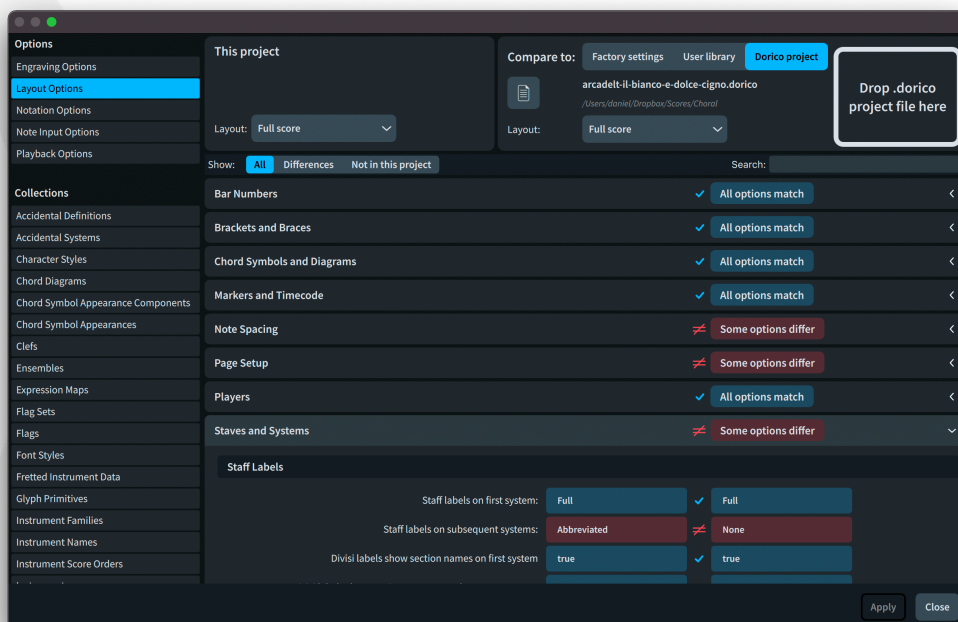 Options
Engraving Options
Layout Options
Notation Options
Note Input Options
Playback Options
Collections
Accidental Definitions
Accidental Systems
Character Styles
Chord Diagrams
Chord Symbol Appearance Components
Chord Symbol Appearances
Clefs
Ensembles
Expression Maps
Flag Sets
Flags
Font Styles
Fretted Instrument Data
Glyph Primitives
Instrument Families
Instrument Names
Instrument Score Orders
This project
Layout: Full score
Compare to: Factory settings User library Dorico project
arcadelt-il-bianco-e-dolce-cigno.dorico
/Users/daniel/Dropbox/Scores/Choral
Layout: Full score
Drop .dorico
project file here
Show: All Differences Not in this project Search:
Bar Numbers All options match
Brackets and Braces All options match
Chord Symbols and Diagrams All options match
Markers and Timecode All options match
Note Spacing Some options differ
Page Setup Some options differ
Players All options match
Staves and Systems Some options differ
Staff Labels
Staff labels on first system: Full Full
Staff labels on subsequent systems: Abbreviated None
Divisi labels show section names on first system true true
Apply Close